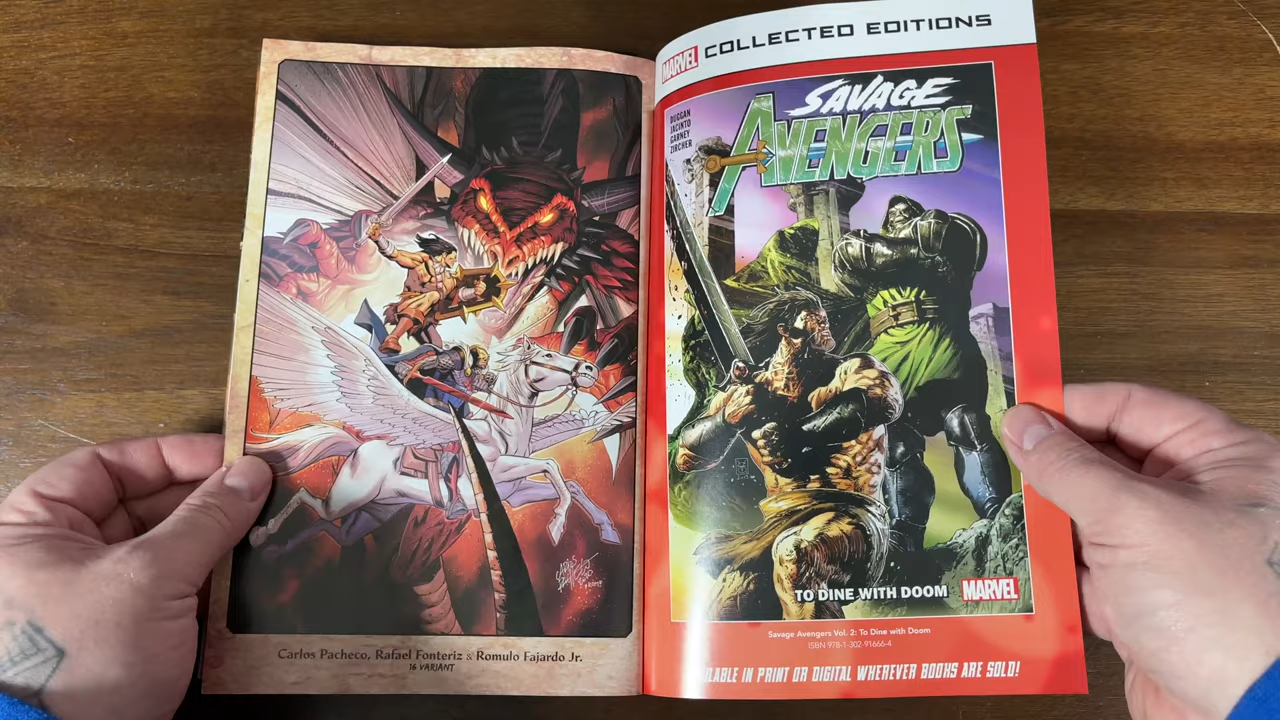 Carlos Pacheco, Rafael Fonteriz & Romulo Fajardo Jr.
16 VARIANT
MARVEL COLLECTED EDITIONS
DUGGAN
JACINTO
GARNEY
ZIRCHER
SAVAGE
AVENGERS
TO DINE WITH DOOM
MARVEL
Savage Avengers Vol. 2: To Dine with Doom
ISBN 978-1-302-91666-4
ILABLE IN PRINT OR DIGITAL WHEREVER BOOKS ARE SOLD!